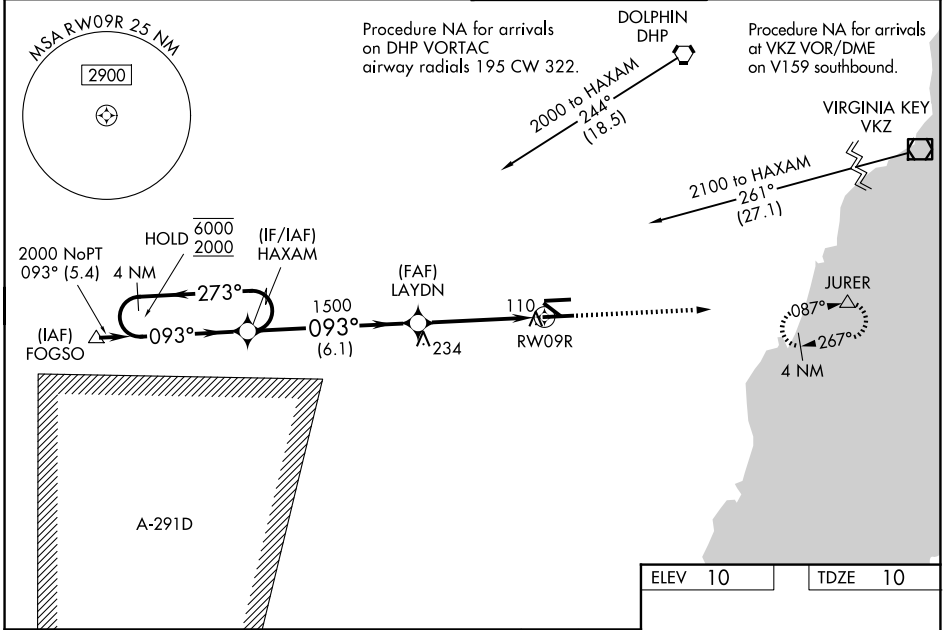 MSA RW09R 25 NM
2900
Procedure NA for arrivals
on DHP VORTAC
airway radials 195 CW 322.
DOLPHIN
DHP
Procedure NA for arrivals
at VKZ VOR/DME
on V159 southbound.
2000 to HAXAM
244°
(18.5)
VIRGINIA KEY
VKZ
2100 to HAXAM
261°
(27.1)
HOLD
6000
2000
(IF/IAF)
HAXAM
2000 NoPT
093° (5.4)
4 NM
273°
093°
(IAF)
FOGSO
1500
093°
(6.1)
(FAF)
LAYDN
234
110
RW09R
JURER
087°
267°
4 NM
A-291D
ELEV 10
TDZE 10